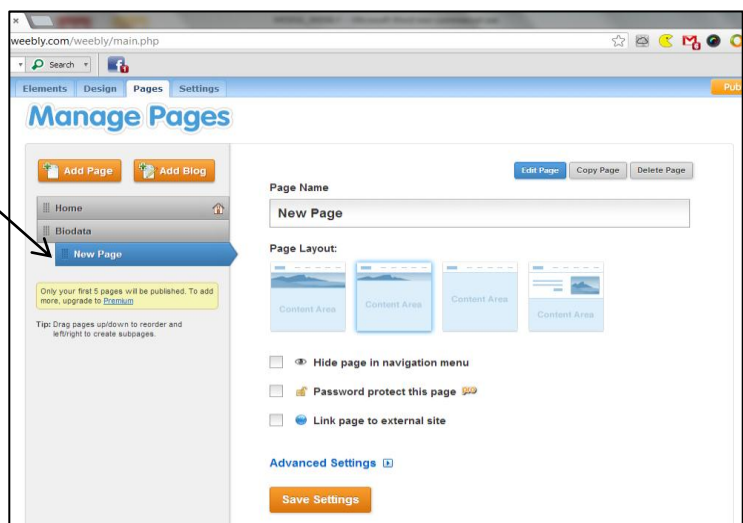 weebly.com/weebly/main.php
Search
Elements Design Pages Settings
Pub
Manage Pages
Add Page Add Blog
Edit Page Copy Page Delete Page
Page Name
Home
New Page
Biodata
New Page
Page Layout:
Only your first 5 pages will be published. To add
more, upgrade to Premium
Content Area Content Area Content Area Content Area
Tip: Drag pages up/down to reorder and
left/right to create subpages.
Hide page in navigation menu
Password protect this page
Link page to external site
Advanced Settings
Save Settings